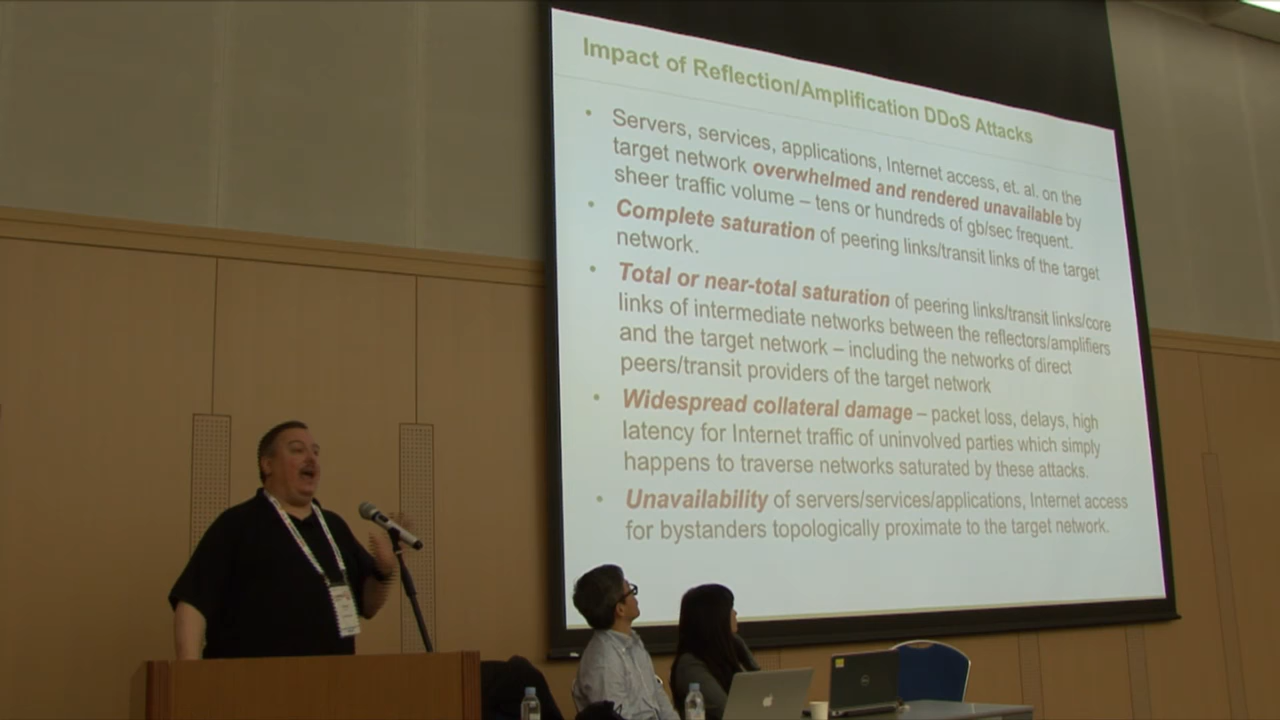 Impact of Reflection/Amplification DDoS Attacks
• Servers, services, applications, Internet access, et. al. on the
target network overwhelmed and rendered unavailable by
sheer traffic volume – tens or hundreds of gb/sec frequent.
• Complete saturation of peering links/transit links of the target
network.
• Total or near-total saturation of peering links/transit links/core
links of intermediate networks between the reflectors/amplifiers
and the target network – including the networks of direct
peers/transit providers of the target network
• Widespread collateral damage – packet loss, delays, high
latency for Internet traffic of uninvolved parties which simply
happens to traverse networks saturated by these attacks.
• Unavailability of servers/services/applications, Internet access
for bystanders topologically proximate to the target network.